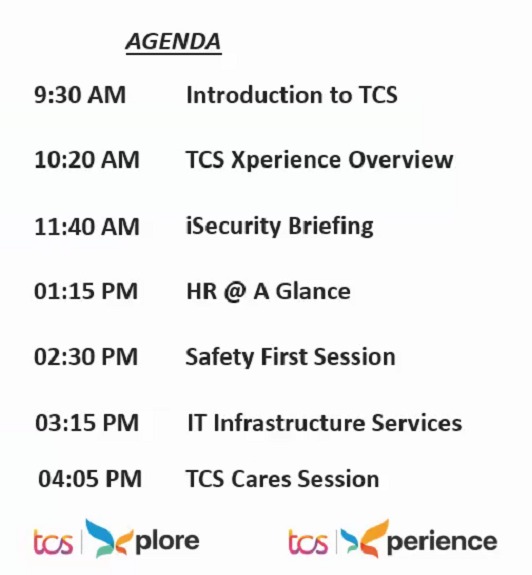 AGENDA
9:30 AM Introduction to TCS
10:20 AM TCS Xperience Overview
11:40 AM iSecurity Briefing
01:15 PM HR @ A Glance
02:30 PM Safety First Session
03:15 PM IT Infrastructure Services
04:05 PM TCS Cares Session
tcs | Xplore tcs | Xperience